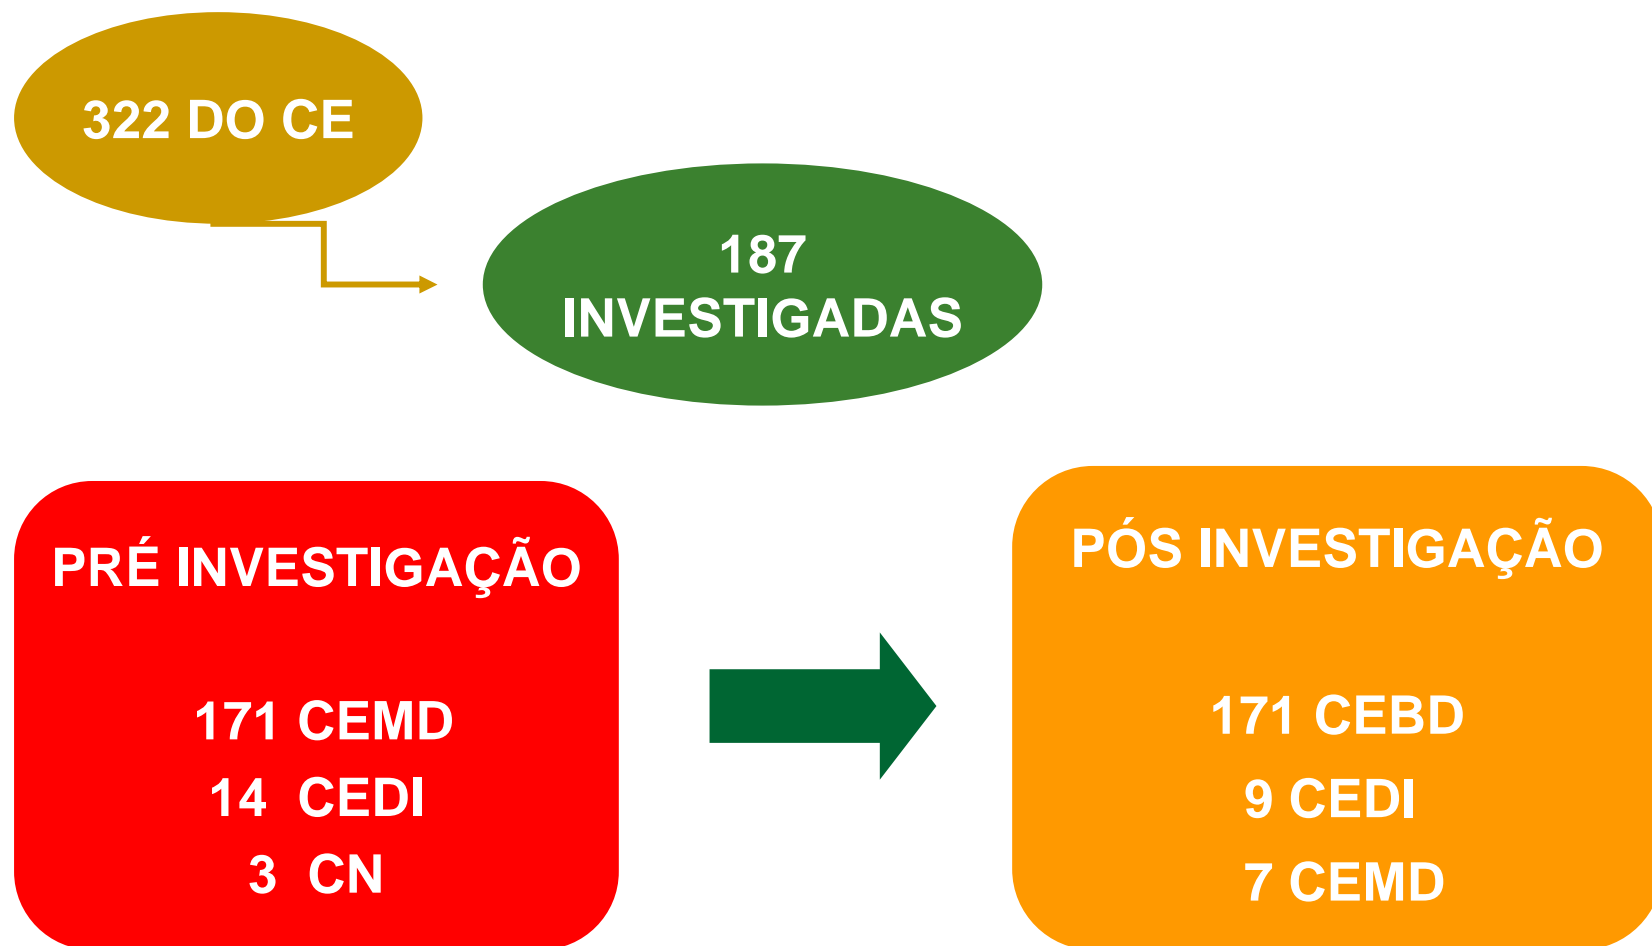 322 DO CE
187
INVESTIGADAS
PRÉ INVESTIGAÇÃO
171 CEMD
14 CEDI
3 CN
PÓS INVESTIGAÇÃO
171 CEBD
9 CEDI
7 CEMD